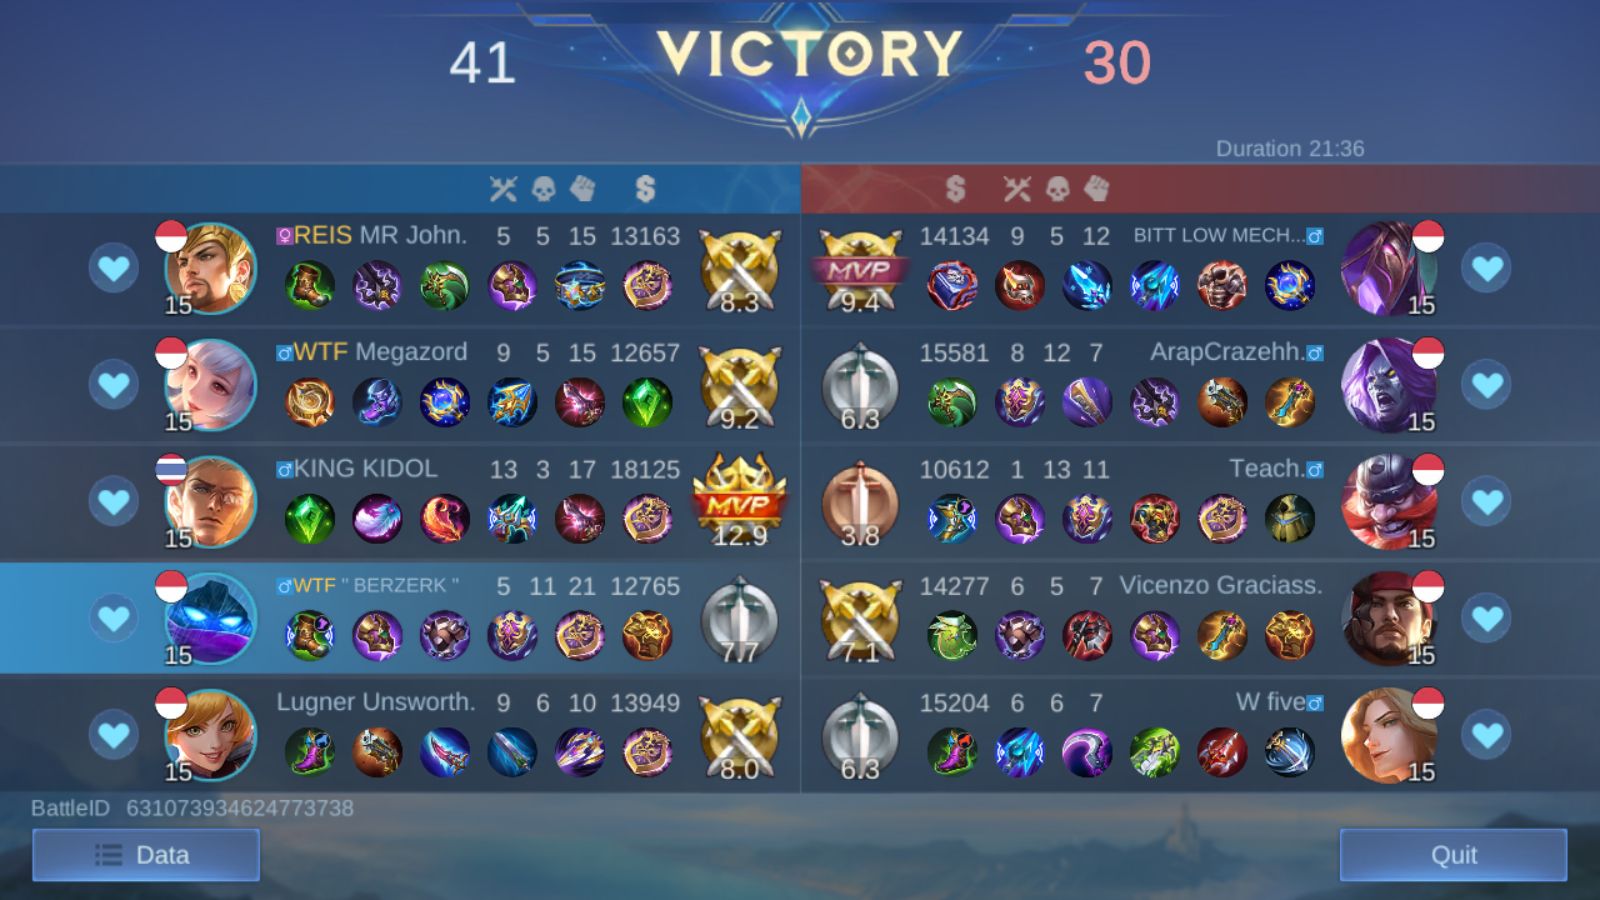 41 VICTORY 30
Duration 21:36
REIS MR John. 5 5 15 13163 8.3 15
MVP 9.4 14134 9 5 12 BITT LOW MECH... 15
WTF Megazord 9 5 15 12657 9.2 15
6.3 15581 8 12 7 ArapCrazehh. 15
KING KIDOL 13 3 17 18125 MVP 12.9 15
3.8 10612 1 13 11 Teach. 15
WTF " BERZERK " 5 11 21 12765 7.7 15
7.1 14277 6 5 7 Vicenzo Graciass. 15
Lugner Unsworth. 9 6 10 13949 8.0 15
6.3 15204 6 6 7 W five 15
BattleID 631073934624773738
Data
Quit